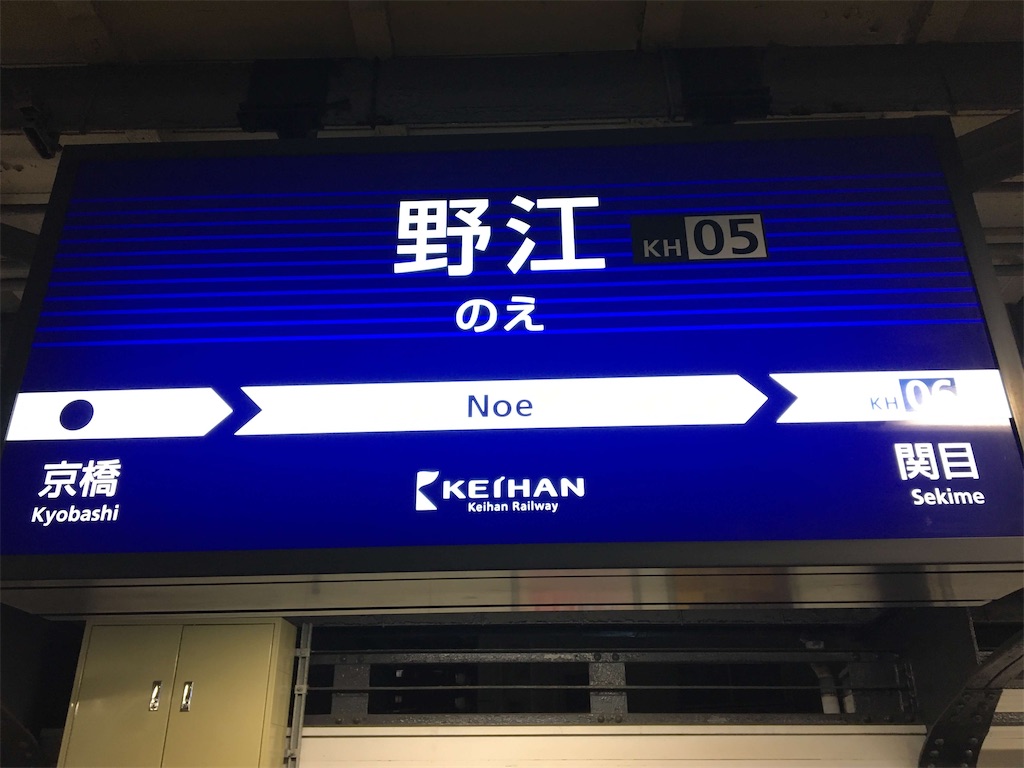 野江 KH 05
のえ
Noe
KH 06
京橋
Kyobashi
KEIHAN
Keihan Railway
関目
Sekime